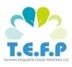 T.E.F.P
TAIWAN EXQUISITE FOOD PRINTING CO.